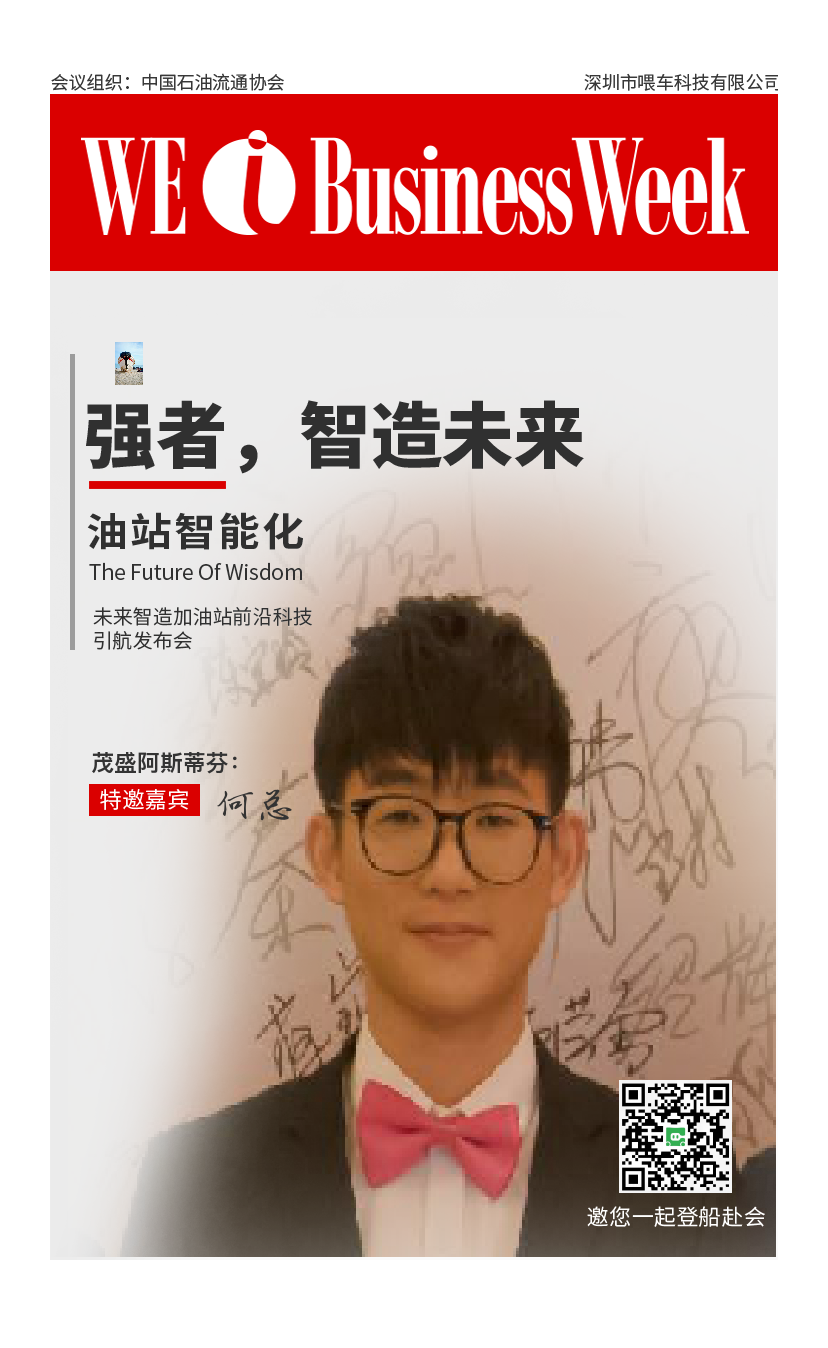 会议组织：中国石油流通协会
深圳市喂车科技有限公司
WE i BusinessWeek
强者，智造未来
油站智能化
The Future Of Wisdom
未来智造加油站前沿科技
引航发布会
茂盛阿斯蒂芬：
特邀嘉宾 何总
邀您一起登船赴会